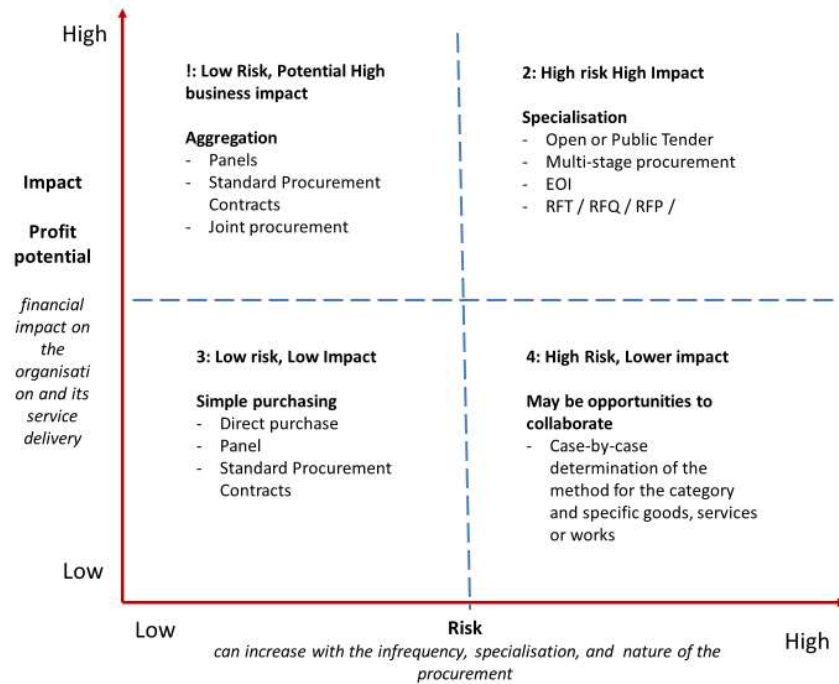 High
!: Low Risk, Potential High
business impact
Aggregation
- Panels
- Standard Procurement
Contracts
- Joint procurement
2: High risk High Impact
Specialisation
- Open or Public Tender
- Multi-stage procurement
- EOI
- RFT / RFQ / RFP /
Impact
Profit
potential
financial
impact on
the
organisati
on and its
service
delivery
3: Low risk, Low Impact
Simple purchasing
- Direct purchase
- Panel
- Standard Procurement
Contracts
4: High Risk, Lower impact
May be opportunities to
collaborate
- Case-by-case
determination of the
method for the category
and specific goods, services
or works
Low
Low
Risk
High
can increase with the infrequency, specialisation, and nature of the
procurement